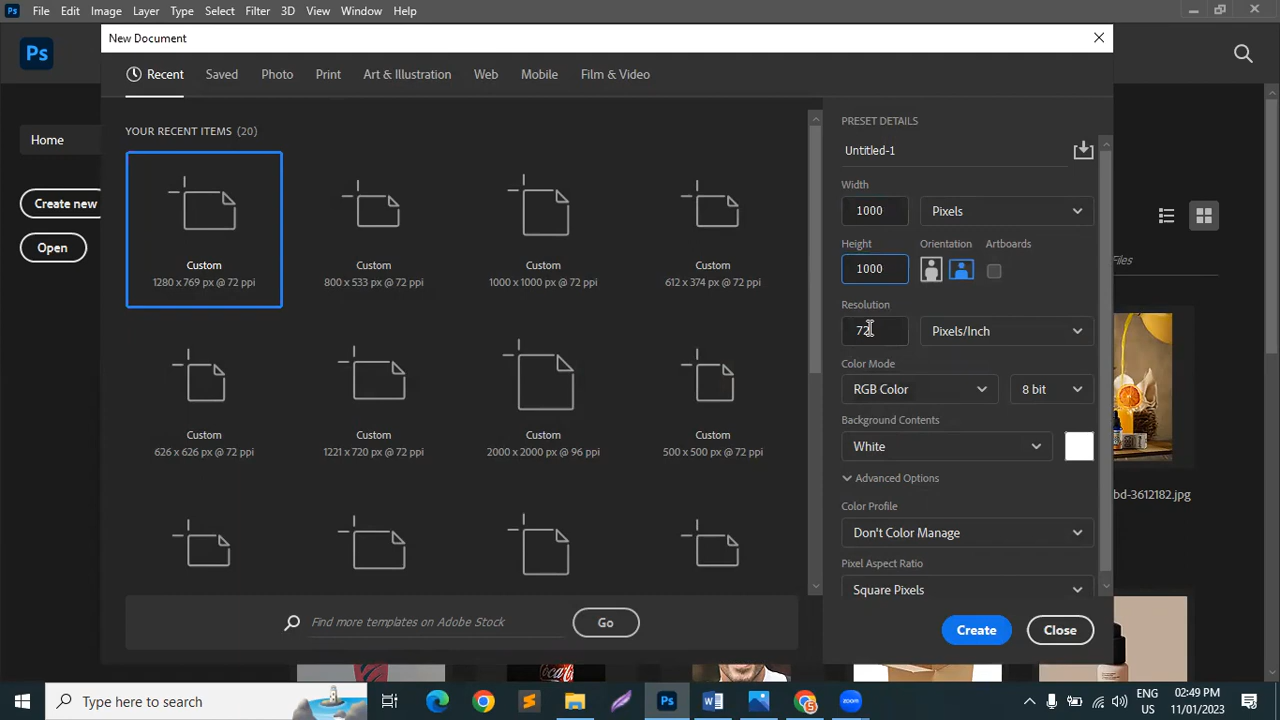 Ps File Edit Image Layer Type Select Filter 3D View Window Help
New Document
Ps
Recent Saved Photo Print Art & Illustration Web Mobile Film & Video
Home
Create new
Open
YOUR RECENT ITEMS (20)
Custom Custom Custom Custom
1280 x 769 px @ 72 ppi 800 x 533 px @ 72 ppi 1000 x 1000 px @ 72 ppi 612 x 374 px @ 72 ppi
Custom Custom Custom Custom
626 x 626 px @ 72 ppi 1221 x 720 px @ 72 ppi 2000 x 2000 px @ 96 ppi 500 x 500 px @ 72 ppi
Find more templates on Adobe Stock Go
PRESET DETAILS
Untitled-1
Width
1000 Pixels
Height Orientation Artboards
1000
Resolution
72 Pixels/Inch
Color Mode
RGB Color 8 bit
Background Contents
White
Advanced Options
Color Profile
Don't Color Manage
Pixel Aspect Ratio
Square Pixels
Create Close
Files
bd-3612182.jpg
Type here to search
Ps
zoom
ENG 02:49 PM
US 11/01/2023